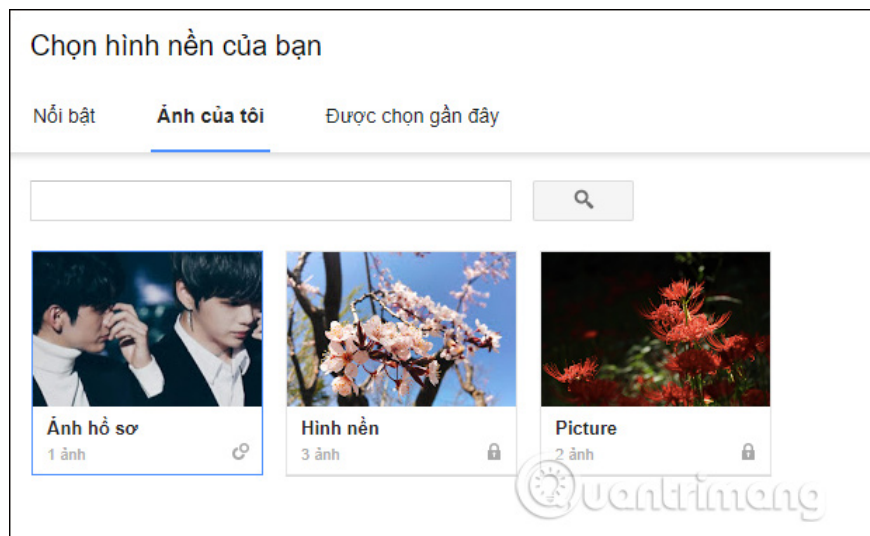 Chọn hình nền của bạn
Nổi bật
Ảnh của tôi
Được chọn gần đây
Ảnh hồ sơ
1 ảnh
Hình nền
3 ảnh
Picture
2 ảnh
Quantrimang